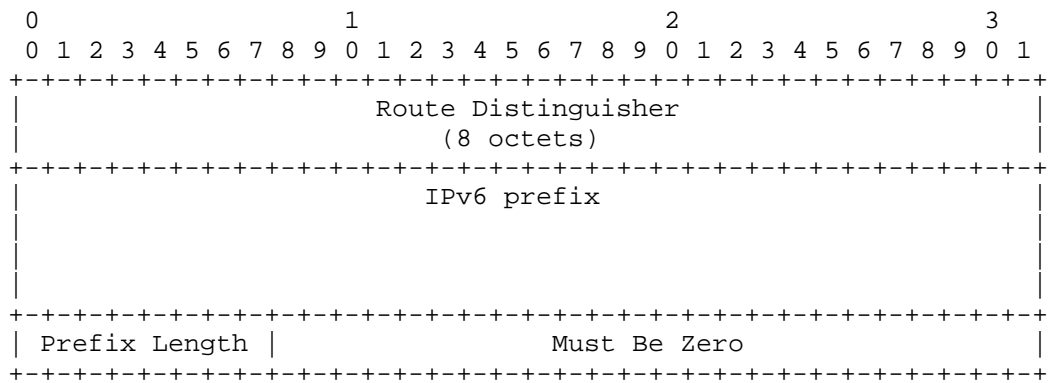 0                   1                   2                   3
 0 1 2 3 4 5 6 7 8 9 0 1 2 3 4 5 6 7 8 9 0 1 2 3 4 5 6 7 8 9 0 1
+-+-+-+-+-+-+-+-+-+-+-+-+-+-+-+-+-+-+-+-+-+-+-+-+-+-+-+-+-+-+-+-+
|                      Route Distinguisher                      |
|                          (8 octets)                           |
+-+-+-+-+-+-+-+-+-+-+-+-+-+-+-+-+-+-+-+-+-+-+-+-+-+-+-+-+-+-+-+-+
|                         IPv6 prefix                           |
|                                                               |
|                                                               |
|                                                               |
+-+-+-+-+-+-+-+-+-+-+-+-+-+-+-+-+-+-+-+-+-+-+-+-+-+-+-+-+-+-+-+-+
| Prefix Length |                 Must Be Zero                  |
+-+-+-+-+-+-+-+-+-+-+-+-+-+-+-+-+-+-+-+-+-+-+-+-+-+-+-+-+-+-+-+-+